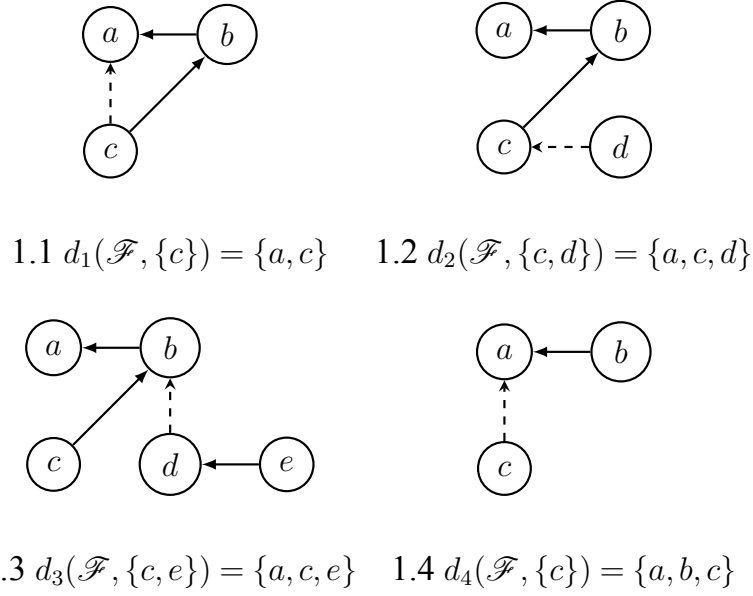 a b a b
c c d
1.1 d₁(ℱ, {c}) = {a, c} 1.2 d₂(ℱ, {c, d}) = {a, c, d}
a b a b
c d e c
.3 d₃(ℱ, {c, e}) = {a, c, e} 1.4 d₄(ℱ, {c}) = {a, b, c}